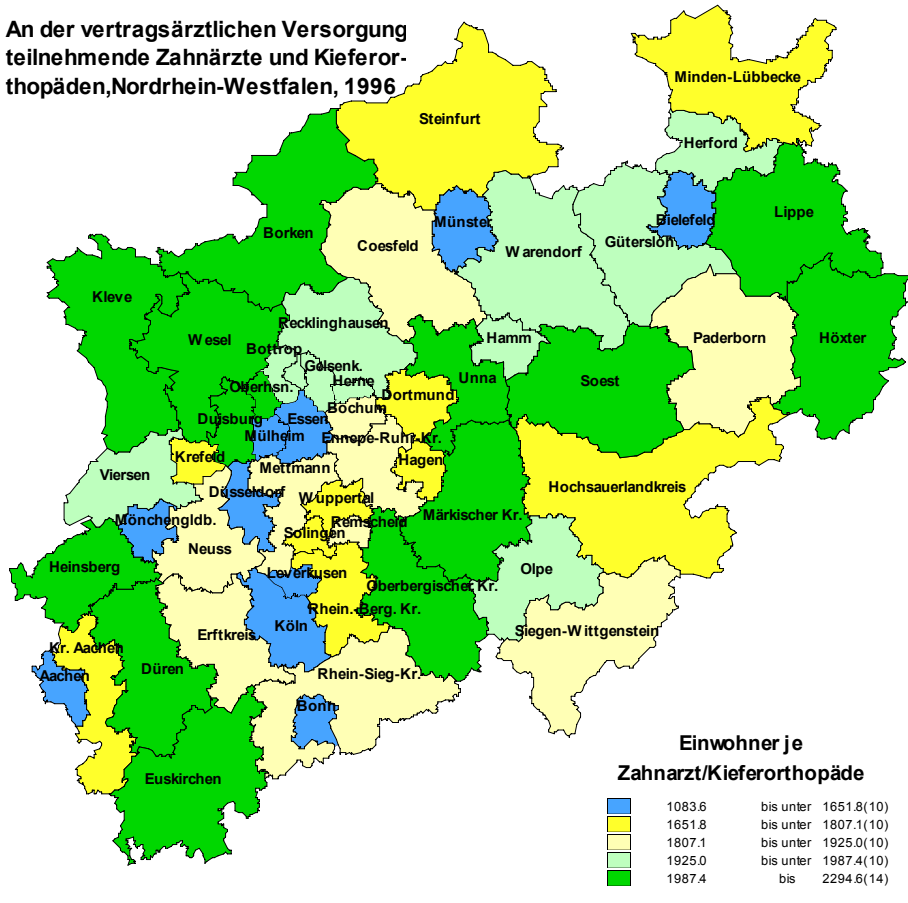 An der vertragsärztlichen Versorgung
teilnehmende Zahnärzte und Kieferor-
thopäden,Nordrhein-Westfalen, 1996
Minden-Lübbecke
Steinfurt
Herford
Lippe
Bielefeld
Münster
Borken
Coesfeld
Warendorf
Gütersloh
Kleve
Recklinghausen
Wesel
Hamm
Paderborn
Höxter
Bottrop
Gelsenk.
Herne
Unna
Soest
Oberhsn.
Dortmund
Bochum
Duisburg
Essen
Mülheim
Ennepe-Ruhr-Kr.
Krefeld
Mettmann
Hagen
Viersen
Hochsauerlandkreis
Düsseldorf
Wuppertal
Mönchengldb.
Märkischer Kr.
Remscheid
Solingen
Neuss
Heinsberg
Leverkusen
Olpe
Oberbergischer Kr.
Rhein.-Berg. Kr.
Köln
Erftkreis
Siegen-Wittgenstein
Kr. Aachen
Düren
Aachen
Rhein-Sieg-Kr.
Bonn
Euskirchen
Einwohner je
Zahnarzt/Kieferorthopäde
1083.6 bis unter 1651.8(10)
1651.8 bis unter 1807.1(10)
1807.1 bis unter 1925.0(10)
1925.0 bis unter 1987.4(10)
1987.4 bis 2294.6(14)